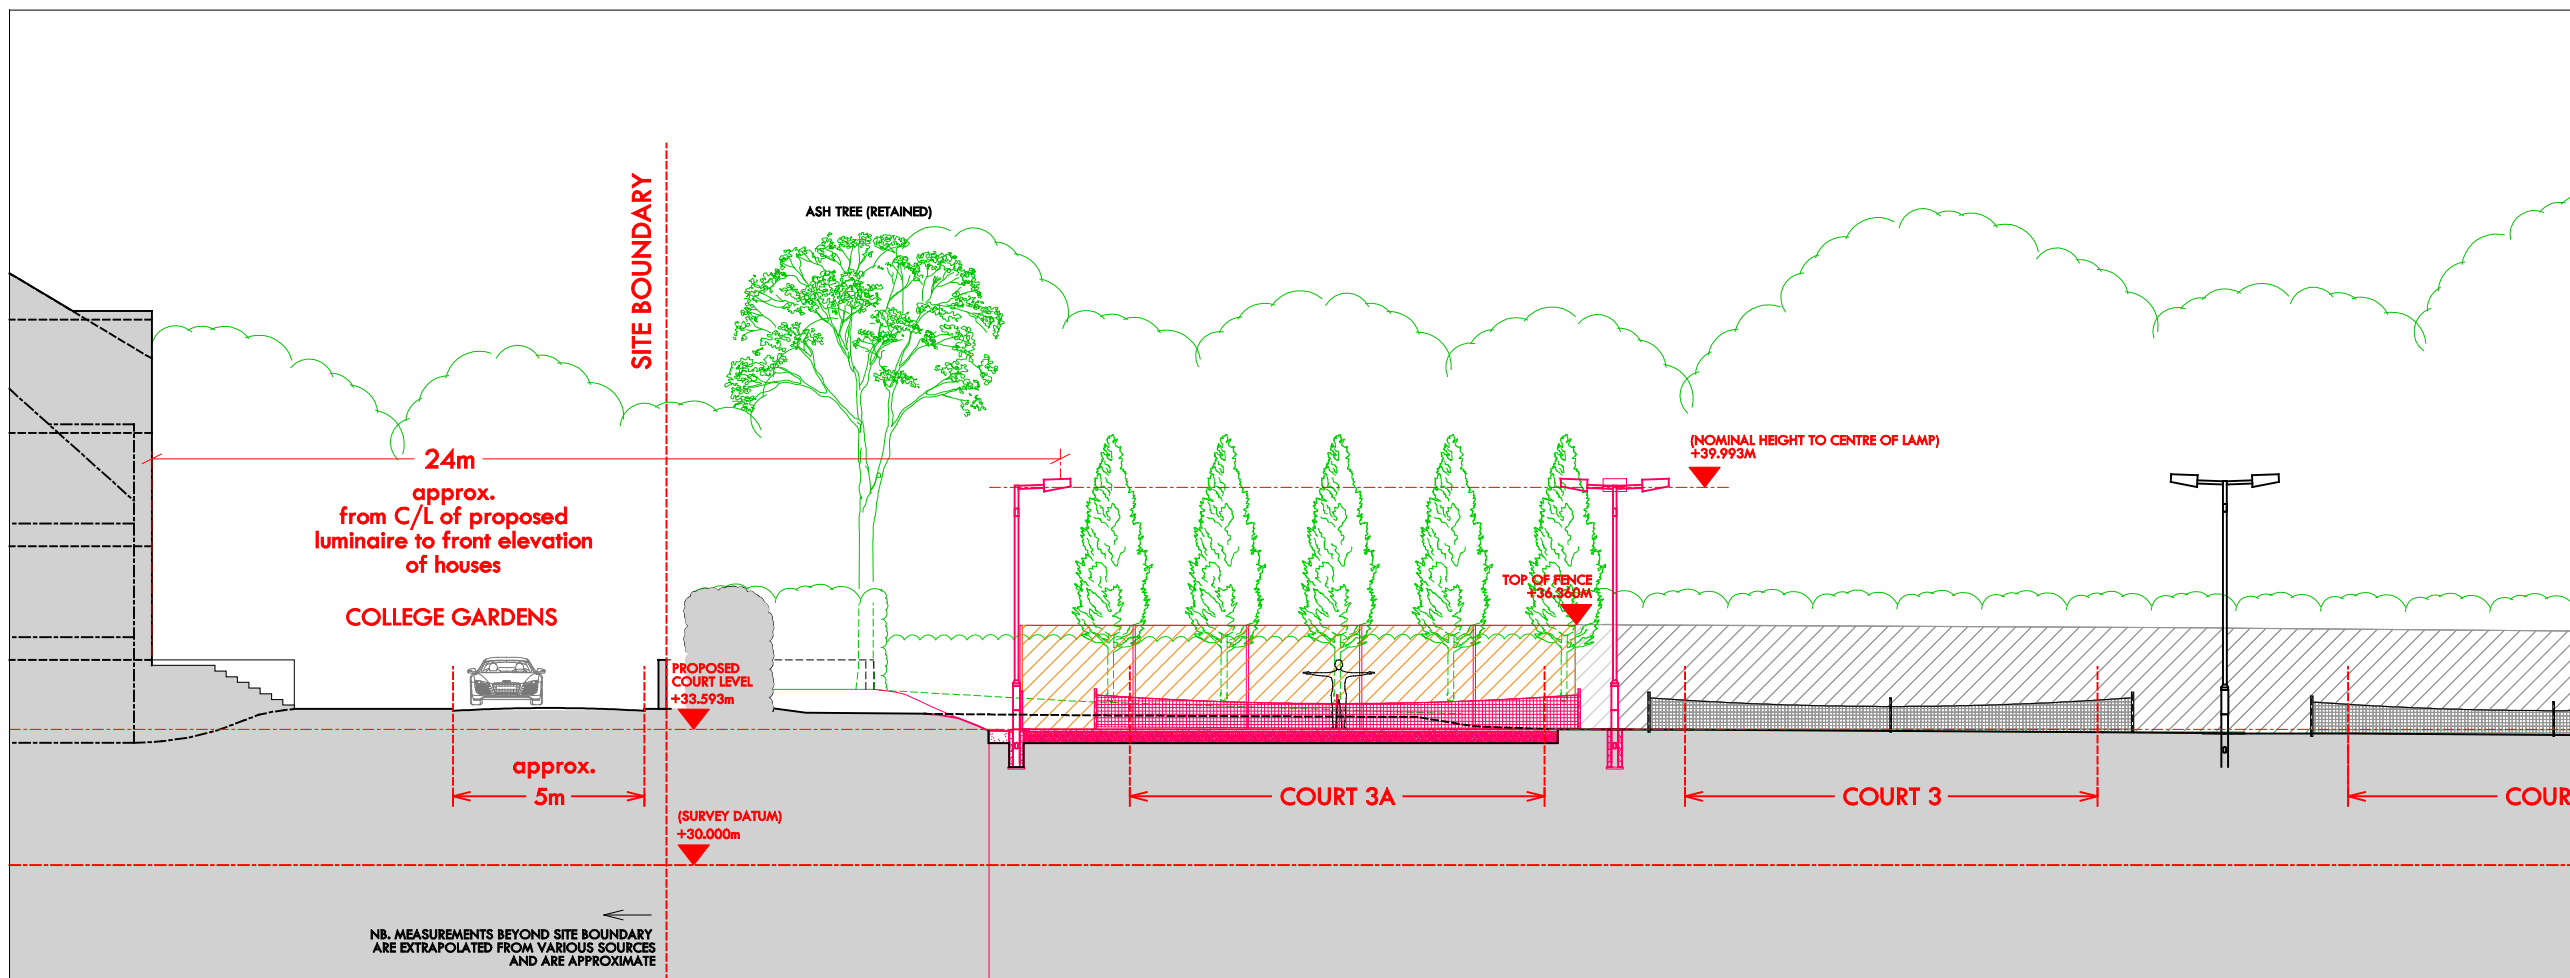 SITE BOUNDARY
ASH TREE (RETAINED)
24m
approx.
from C/L of proposed
luminaire to front elevation
of houses
COLLEGE GARDENS
(NOMINAL HEIGHT TO CENTRE OF LAMP)
+39.993M
TOP OF FENCE
+36.360M
PROPOSED
COURT LEVEL
+33.593m
approx.
5m
COURT 3A
COURT 3
COUR
(SURVEY DATUM)
+30.000m
NB. MEASUREMENTS BEYOND SITE BOUNDARY
ARE EXTRAPOLATED FROM VARIOUS SOURCES
AND ARE APPROXIMATE